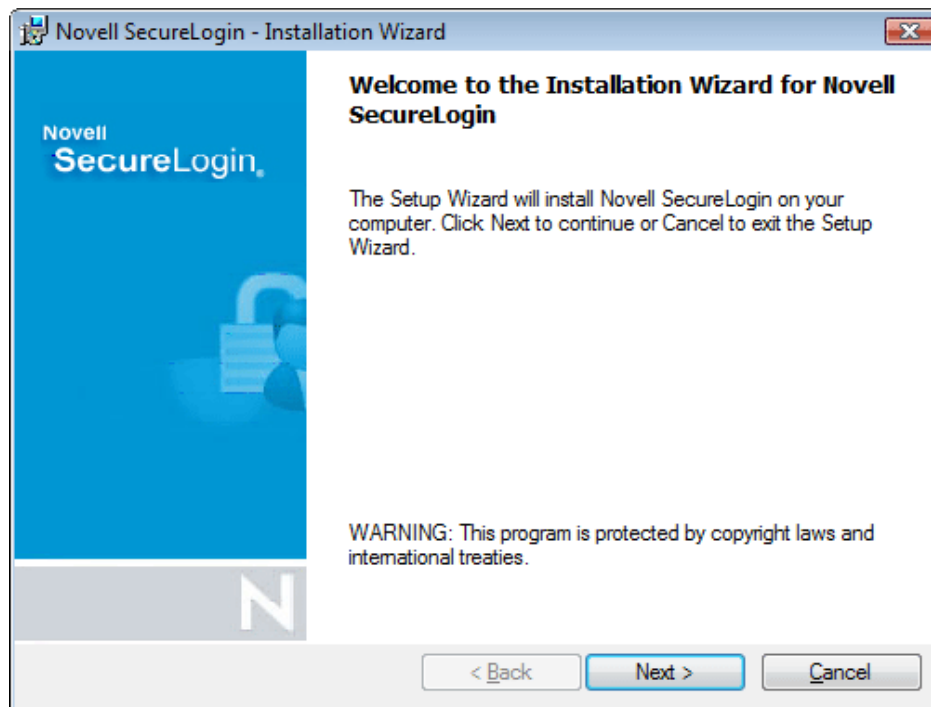 Novell SecureLogin - Installation Wizard
Novell
SecureLogin®
Welcome to the Installation Wizard for Novell
SecureLogin
The Setup Wizard will install Novell SecureLogin on your
computer. Click Next to continue or Cancel to exit the Setup
Wizard.
WARNING: This program is protected by copyright laws and
international treaties.
N
< Back
Next >
Cancel